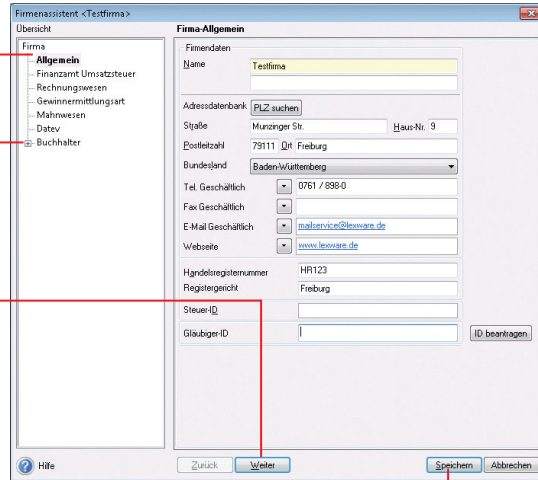 Firmenassistent <Testfirma>
Übersicht
Firma
Allgemein
Finanzamt Umsatzsteuer
Rechnungswesen
Gewinnermittlungsart
Mahnwesen
Datev
Buchhalter
Firma-Allgemein
Firmendaten
Name Testfirma
Adressdatenbank PLZ suchen
Straße Munzinger Str. Haus-Nr. 9
Postleitzahl 79111 Ort Freiburg
Bundesland Baden-Württemberg
Tel. Geschäftlich 0761 / 898-0
Fax Geschäftlich
E-Mail Geschäftlich mailservice@lexware.de
Webseite www.lexware.de
Handelsregisternummer HR123
Registergericht Freiburg
Steuer-ID
Gläubiger-ID ID beantragen
Hilfe Zurück Weiter Speichern Abbrechen